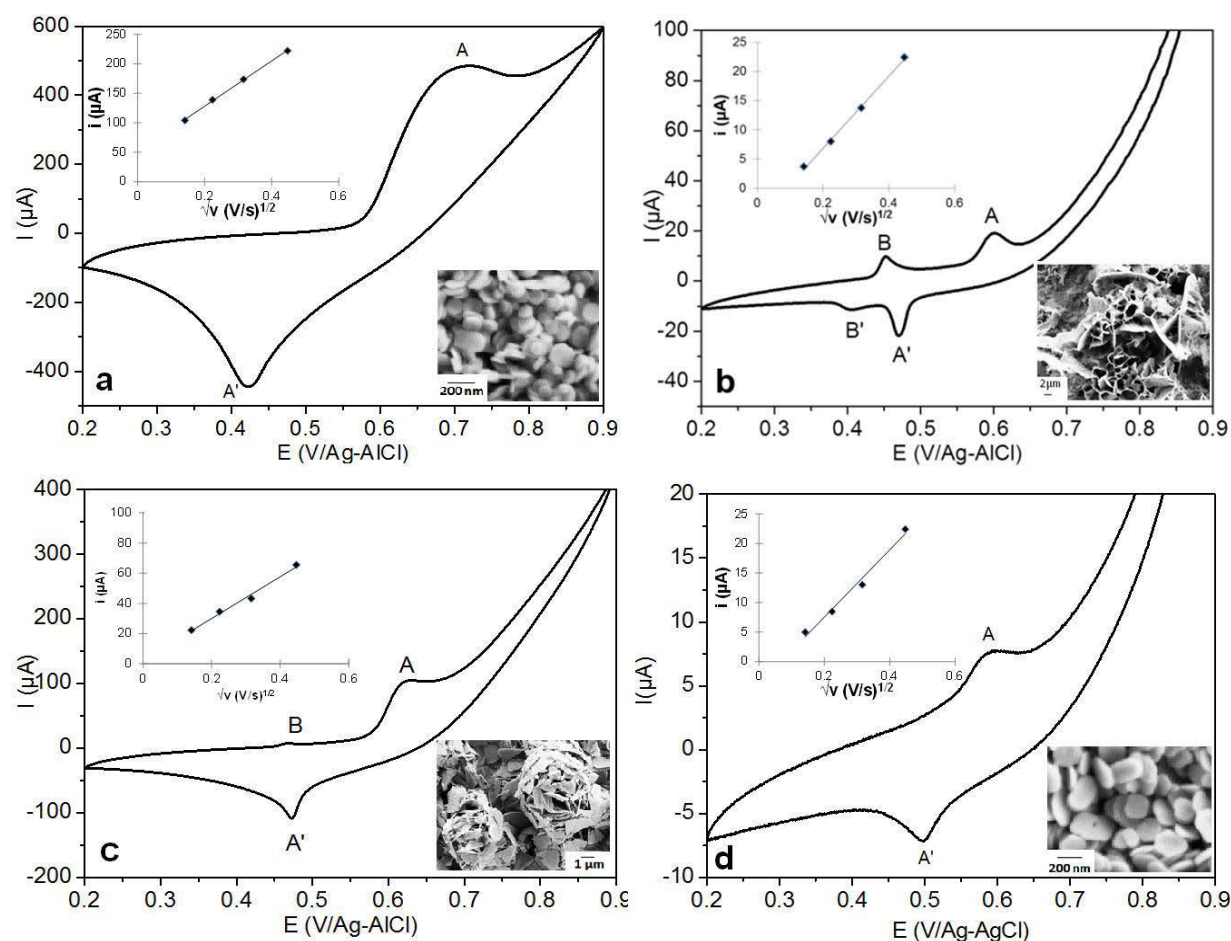 600
400
200
0
-200
-400
I (µA)
0.2 0.3 0.4 0.5 0.6 0.7 0.8 0.9
E (V/Ag-AlCl)
250
200
150
100
50
0
i (µA)
0 0.2 0.4 0.6
√v (V/s)1/2
A
A'
200 nm
a
100
80
60
40
20
0
-20
-40
I (µA)
0.2 0.3 0.4 0.5 0.6 0.7 0.8 0.9
E (V/Ag-AlCl)
25
20
15
10
5
0
i (µA)
0 0.2 0.4 0.6
√v (V/s)1/2
B
A
B'
A'
2µm
b
400
300
200
100
0
-100
-200
I (µA)
0.2 0.3 0.4 0.5 0.6 0.7 0.8 0.9
E (V/Ag-AlCl)
100
80
60
40
20
0
i (µA)
0 0.2 0.4 0.6
√v (V/s)1/2
B
A
A'
1 µm
c
20
15
10
5
0
-5
-10
I(µA)
0.2 0.3 0.4 0.5 0.6 0.7 0.8 0.9
E (V/Ag-AgCl)
25
20
15
10
5
0
i (µA)
0 0.2 0.4 0.6
√v (V/s)1/2
A
A'
200 nm
d